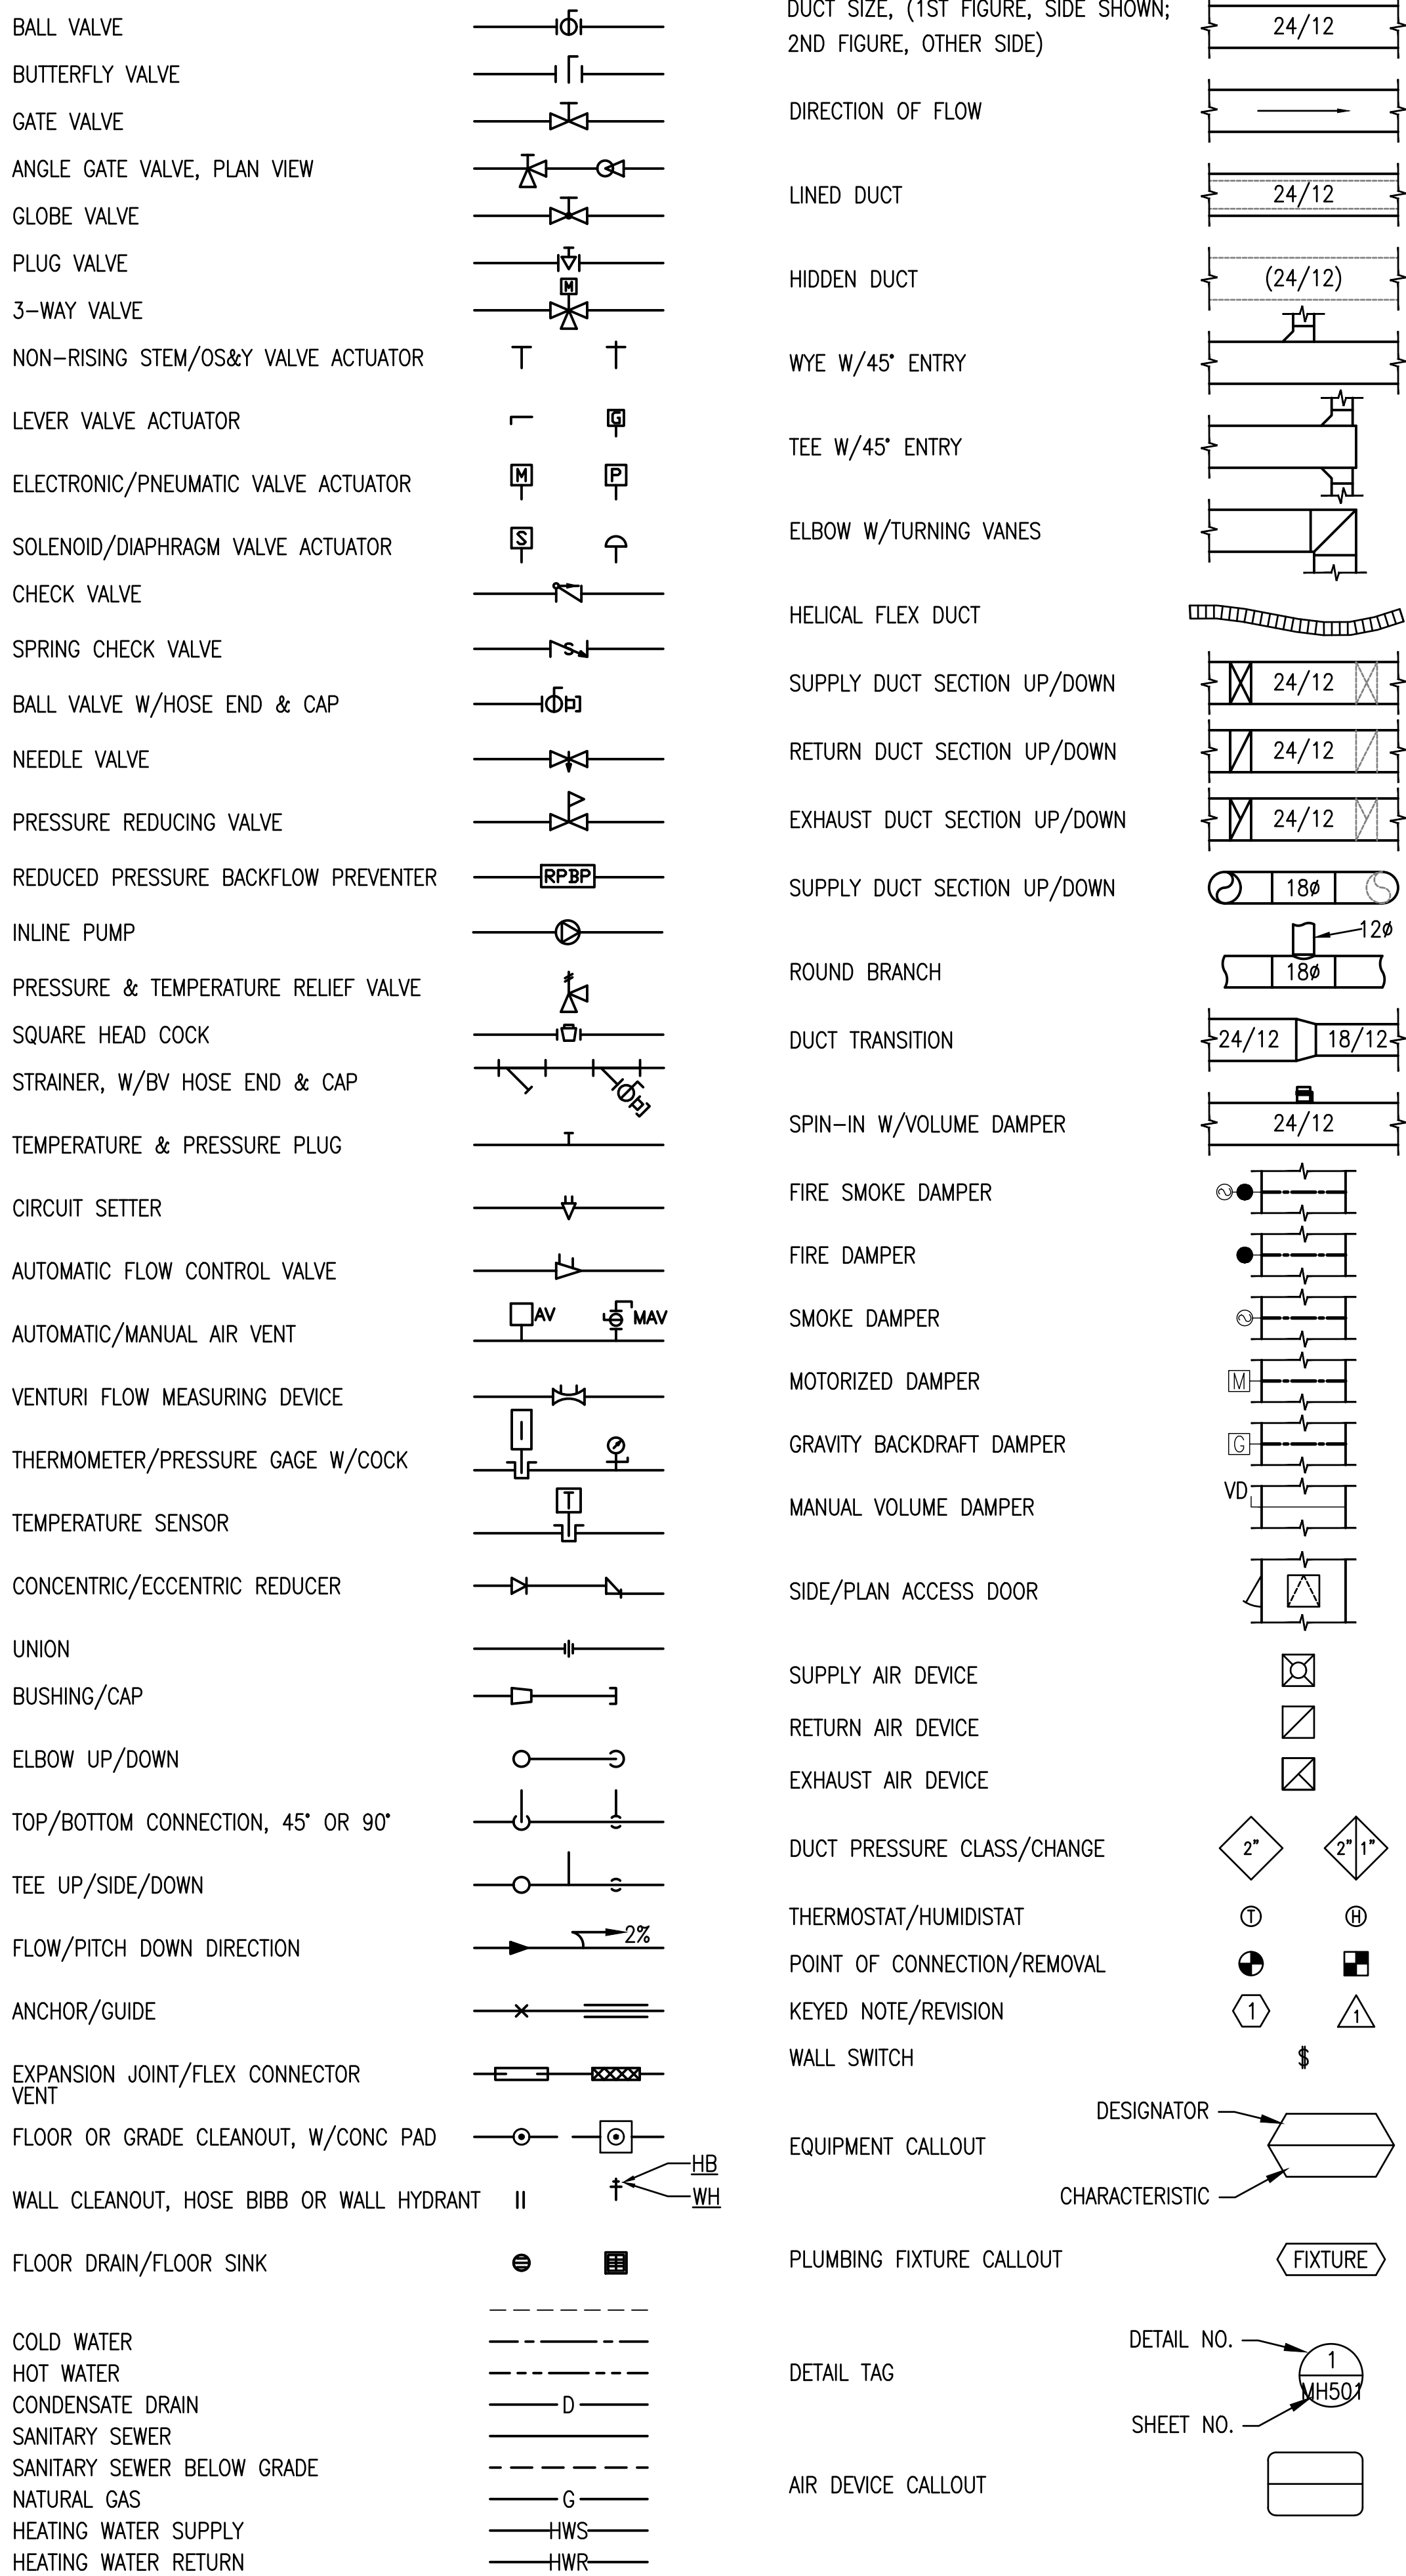 BALL VALVE
BUTTERFLY VALVE
GATE VALVE
ANGLE GATE VALVE, PLAN VIEW
GLOBE VALVE
PLUG VALVE
M
3-WAY VALVE
NON-RISING STEM/OS&Y VALVE ACTUATOR
LEVER VALVE ACTUATOR G
ELECTRONIC/PNEUMATIC VALVE ACTUATOR M P
SOLENOID/DIAPHRAGM VALVE ACTUATOR S
CHECK VALVE
SPRING CHECK VALVE S
BALL VALVE W/HOSE END & CAP
NEEDLE VALVE
PRESSURE REDUCING VALVE
REDUCED PRESSURE BACKFLOW PREVENTER RPBP
INLINE PUMP
PRESSURE & TEMPERATURE RELIEF VALVE
SQUARE HEAD COCK
STRAINER, W/BV HOSE END & CAP
TEMPERATURE & PRESSURE PLUG
CIRCUIT SETTER
AUTOMATIC FLOW CONTROL VALVE
AUTOMATIC/MANUAL AIR VENT AV MAV
VENTURI FLOW MEASURING DEVICE
THERMOMETER/PRESSURE GAGE W/COCK
TEMPERATURE SENSOR T
CONCENTRIC/ECCENTRIC REDUCER
UNION
BUSHING/CAP
ELBOW UP/DOWN
TOP/BOTTOM CONNECTION, 45° OR 90°
TEE UP/SIDE/DOWN
FLOW/PITCH DOWN DIRECTION 2%
ANCHOR/GUIDE
EXPANSION JOINT/FLEX CONNECTOR
VENT
FLOOR OR GRADE CLEANOUT, W/CONC PAD
HB
WALL CLEANOUT, HOSE BIBB OR WALL HYDRANT WH
FLOOR DRAIN/FLOOR SINK
COLD WATER
HOT WATER
CONDENSATE DRAIN D
SANITARY SEWER
SANITARY SEWER BELOW GRADE
NATURAL GAS G
HEATING WATER SUPPLY HWS
HEATING WATER RETURN HWR
DUCT SIZE, (1ST FIGURE, SIDE SHOWN;
2ND FIGURE, OTHER SIDE) 24/12
DIRECTION OF FLOW
LINED DUCT 24/12
HIDDEN DUCT (24/12)
WYE W/45° ENTRY
TEE W/45° ENTRY
ELBOW W/TURNING VANES
HELICAL FLEX DUCT
SUPPLY DUCT SECTION UP/DOWN 24/12
RETURN DUCT SECTION UP/DOWN 24/12
EXHAUST DUCT SECTION UP/DOWN 24/12
SUPPLY DUCT SECTION UP/DOWN 18ø
12ø
ROUND BRANCH 18ø
DUCT TRANSITION 24/12 18/12
SPIN-IN W/VOLUME DAMPER 24/12
FIRE SMOKE DAMPER
FIRE DAMPER
SMOKE DAMPER
MOTORIZED DAMPER M
GRAVITY BACKDRAFT DAMPER G
MANUAL VOLUME DAMPER VD
SIDE/PLAN ACCESS DOOR
SUPPLY AIR DEVICE
RETURN AIR DEVICE
EXHAUST AIR DEVICE
DUCT PRESSURE CLASS/CHANGE 2" 2" 1"
THERMOSTAT/HUMIDISTAT T H
POINT OF CONNECTION/REMOVAL
KEYED NOTE/REVISION 1 1
WALL SWITCH $
DESIGNATOR
EQUIPMENT CALLOUT
CHARACTERISTIC
PLUMBING FIXTURE CALLOUT FIXTURE
DETAIL NO. 1
DETAIL TAG
MH501
SHEET NO.
AIR DEVICE CALLOUT